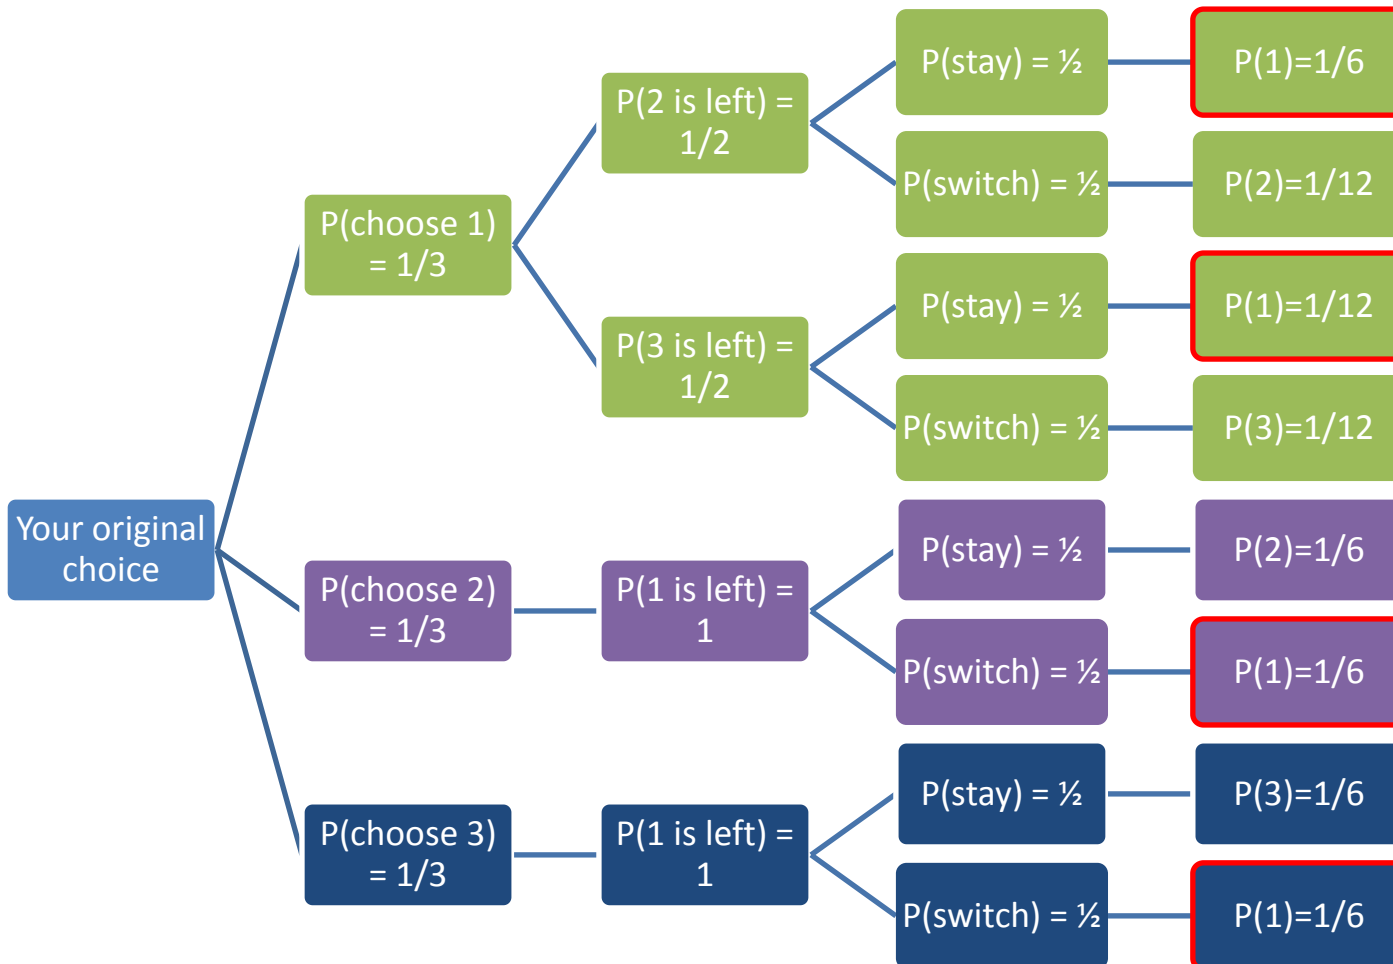 Your original
choice
P(choose 1)
= 1/3
P(2 is left) =
1/2
P(stay) = ½
P(1)=1/6
P(switch) = ½
P(2)=1/12
P(3 is left) =
1/2
P(stay) = ½
P(1)=1/12
P(switch) = ½
P(3)=1/12
P(choose 2)
= 1/3
P(1 is left) =
1
P(stay) = ½
P(2)=1/6
P(switch) = ½
P(1)=1/6
P(choose 3)
= 1/3
P(1 is left) =
1
P(stay) = ½
P(3)=1/6
P(switch) = ½
P(1)=1/6